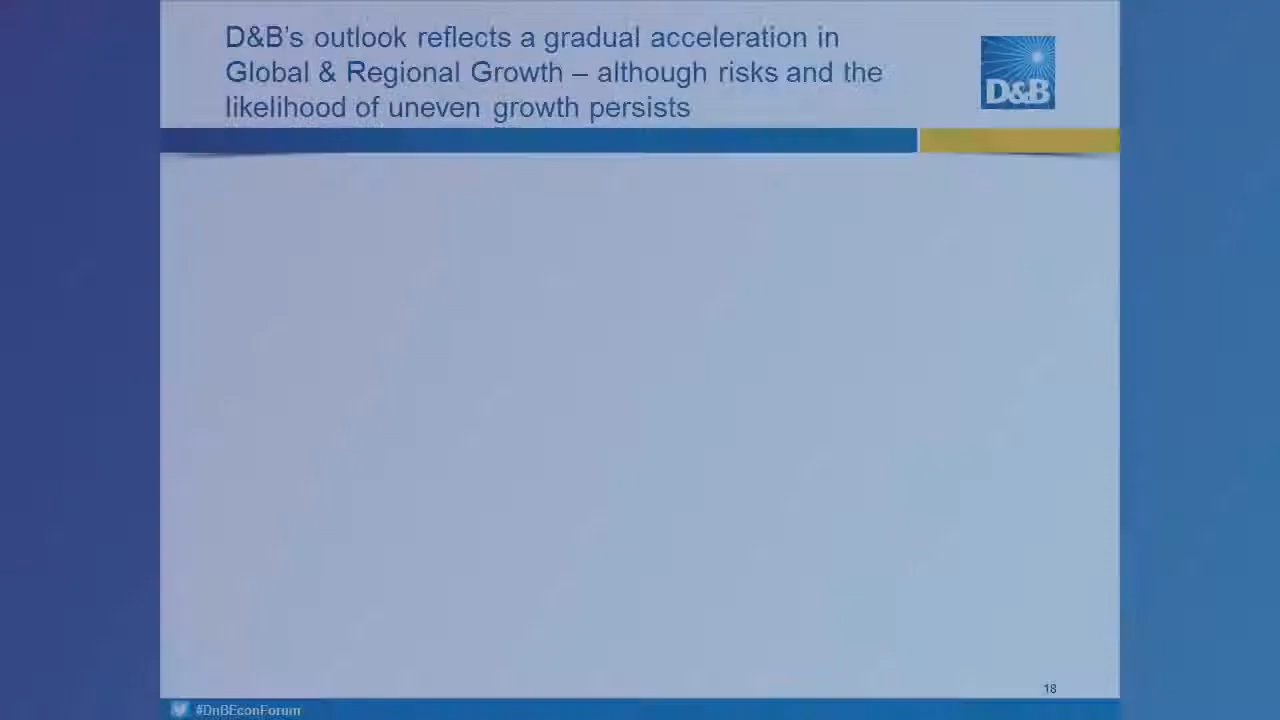 D&B's outlook reflects a gradual acceleration in
Global & Regional Growth – although risks and the
likelihood of uneven growth persists
D&B
18
#DnBEconForum